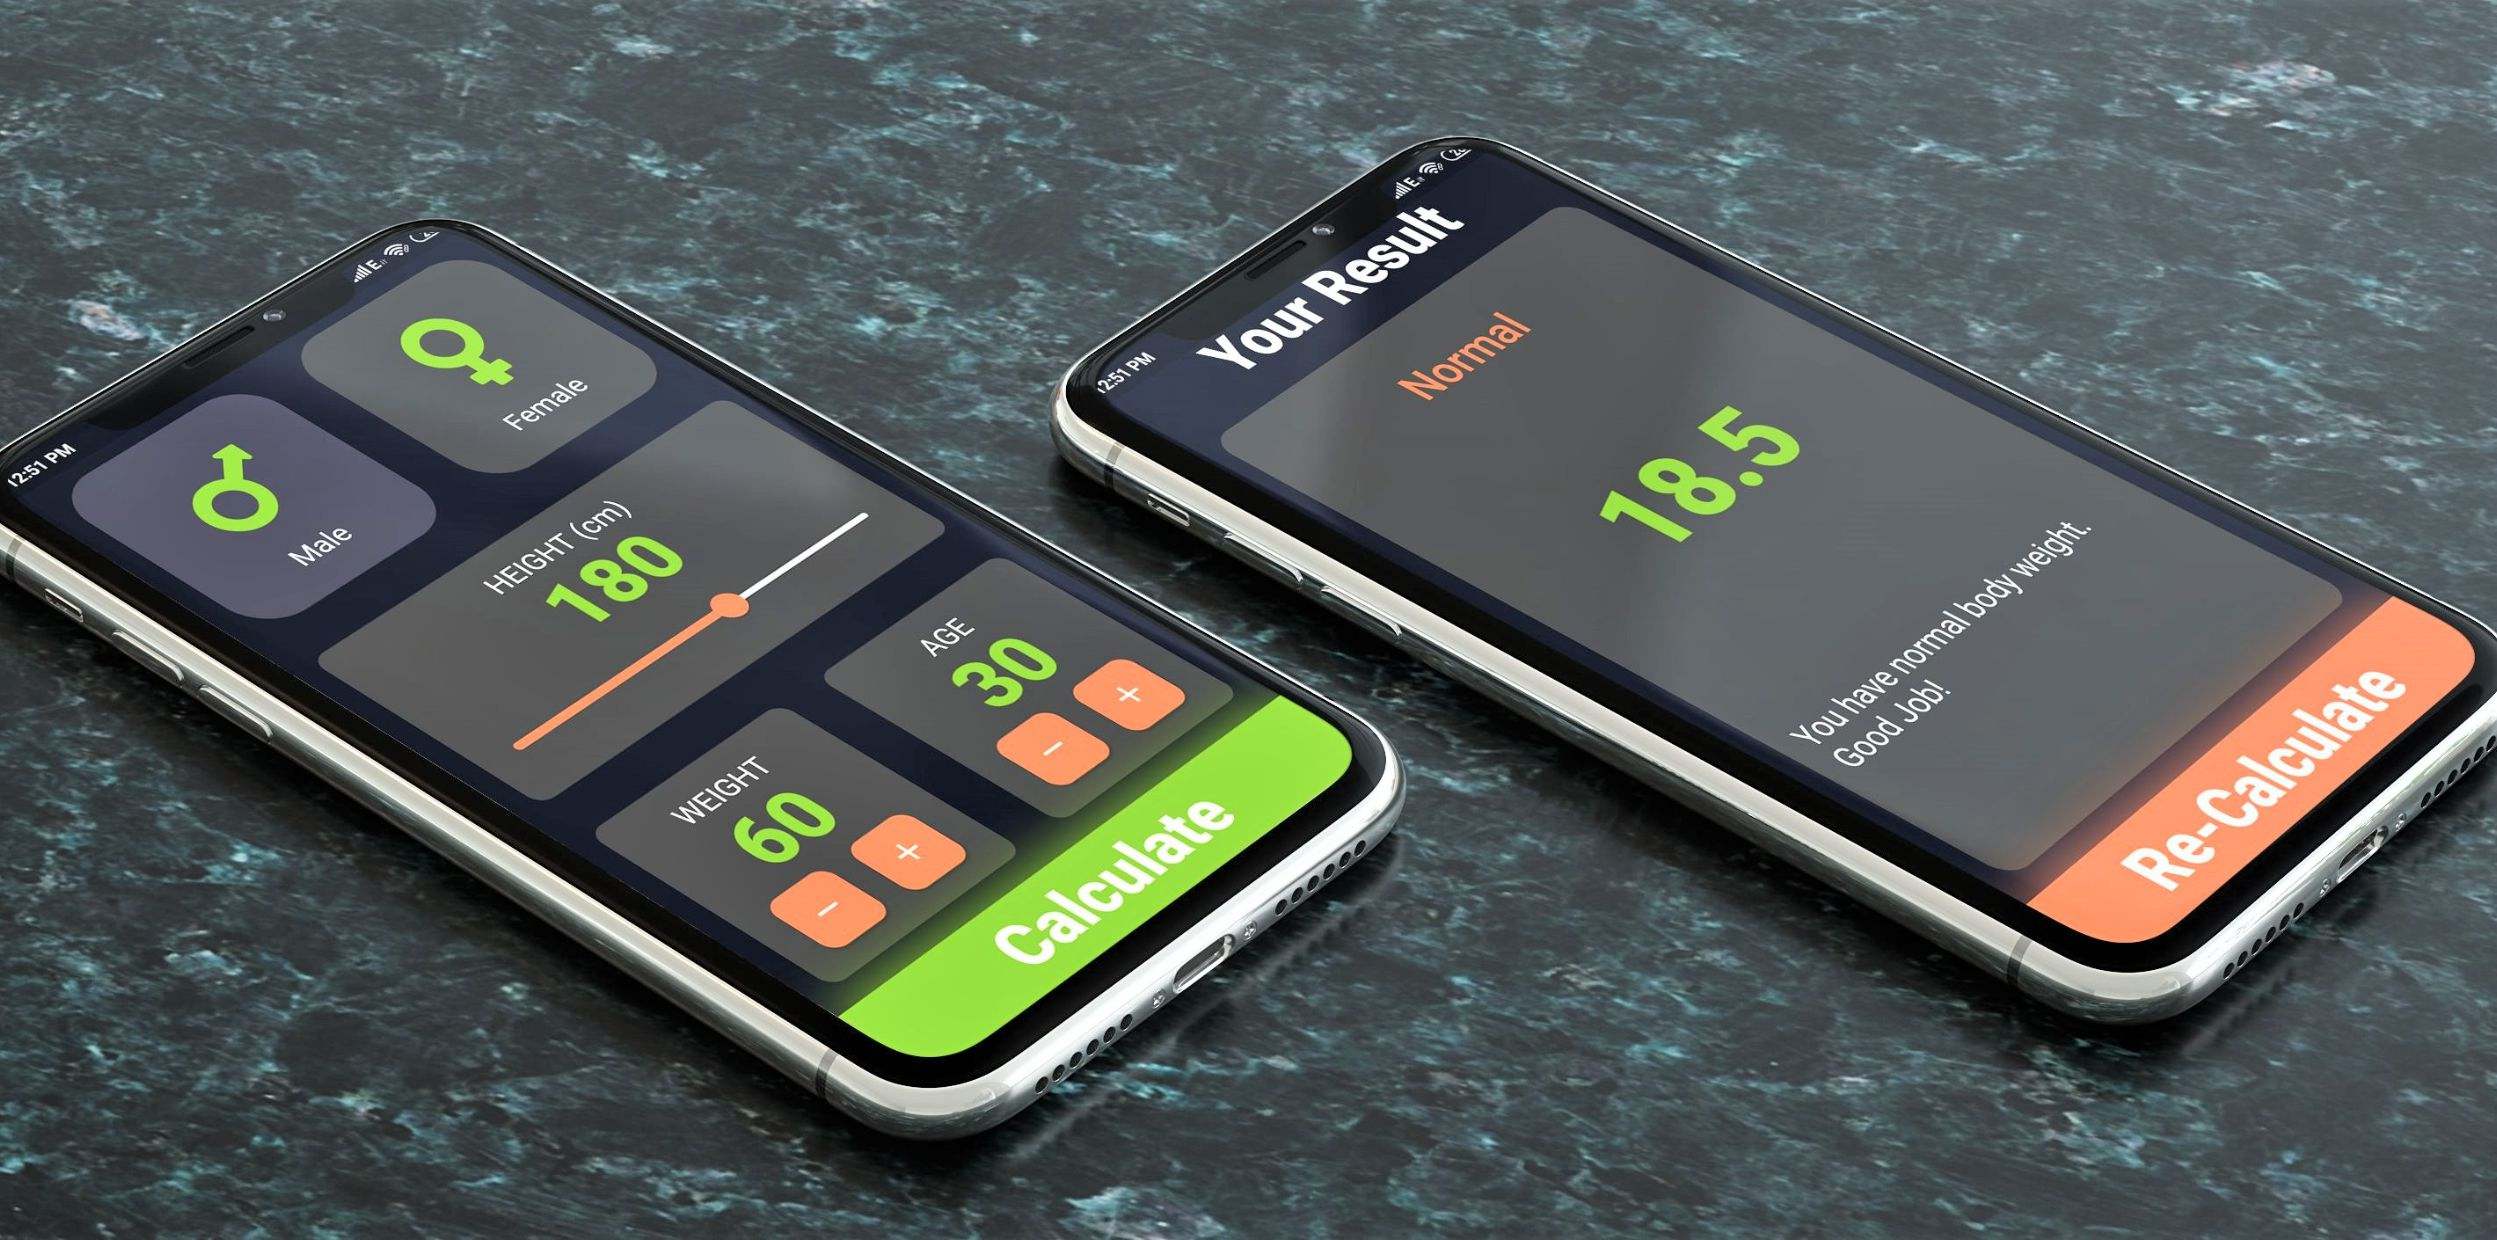 12:51 PM
E
Male
Female
HEIGHT (cm)
180
WEIGHT
60
-
+
AGE
30
-
+
Calculate
12:51 PM
E
Your Result
Normal
18.5
You have normal body weight.
Good Job!
Re-Calculate